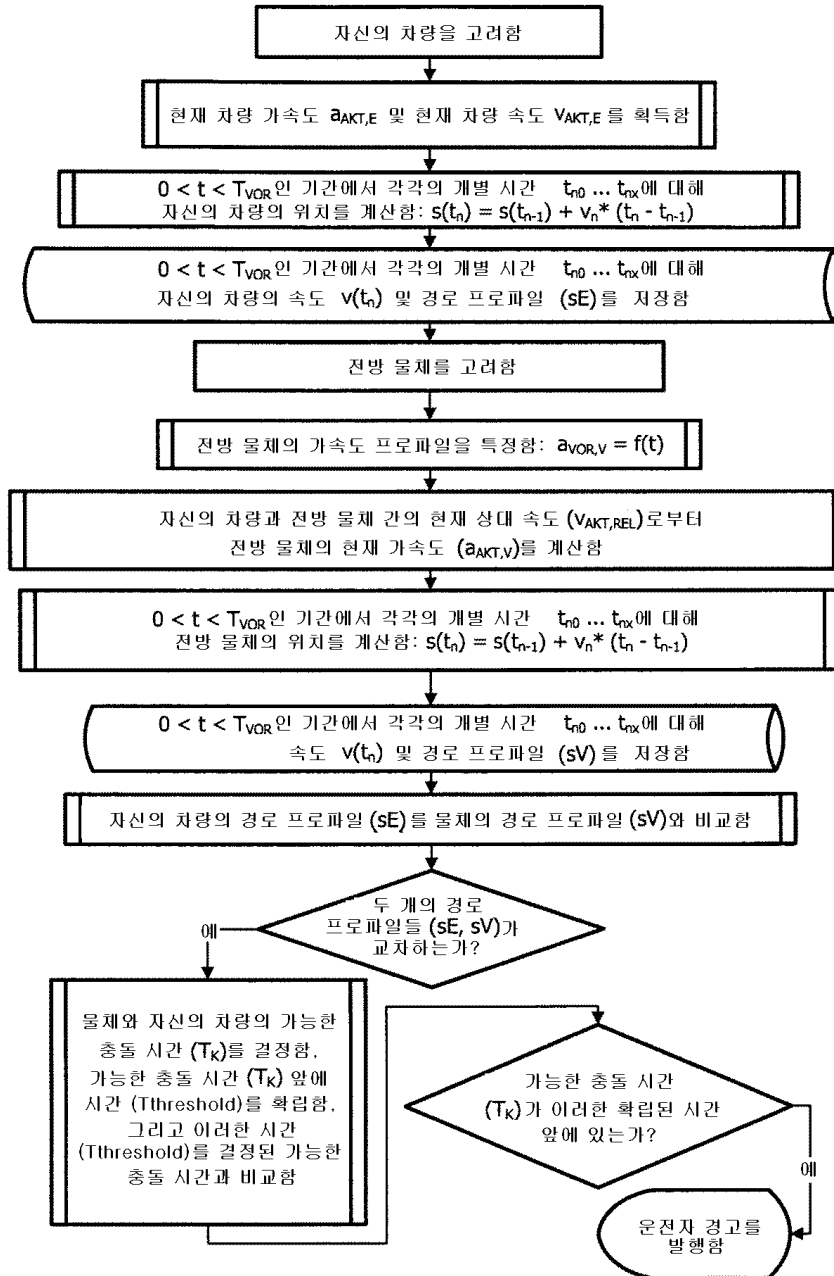 자신의 차량을 고려함
현재 차량 가속도 aAKT,E 및 현재 차량 속도 vAKT,E 를 획득함
0 < t < TVOR인 기간에서 각각의 개별 시간 tn0 ... tnx에 대해
자신의 차량의 위치를 계산함: s(tn) = s(tn-1) + vn* (tn - tn-1)
0 < t < TVOR인 기간에서 각각의 개별 시간 tn0 ... tnx에 대해
자신의 차량의 속도 v(tn) 및 경로 프로파일 (sE)를 저장함
전방 물체를 고려함
전방 물체의 가속도 프로파일을 특정함: aVOR,V = f(t)
자신의 차량과 전방 물체 간의 현재 상대 속도 (vAKT,REL)로부터
전방 물체의 현재 가속도 (aAKT,V)를 계산함
0 < t < TVOR인 기간에서 각각의 개별 시간 tn0 ... tnx에 대해
전방 물체의 위치를 계산함: s(tn) = s(tn-1) + vn* (tn - tn-1)
0 < t < TVOR인 기간에서 각각의 개별 시간 tn0 ... tnx에 대해
속도 v(tn) 및 경로 프로파일 (sV)를 저장함
자신의 차량의 경로 프로파일 (sE)를 물체의 경로 프로파일 (sV)와 비교함
두 개의 경로
프로파일들 (sE, sV)가
교차하는가?
예
물체와 자신의 차량의 가능한
충돌 시간 (TK)를 결정함,
가능한 충돌 시간 (TK) 앞에
시간 (Tthreshold)를 확립함,
그리고 이러한 시간
(Tthreshold)를 결정된 가능한
충돌 시간과 비교함
가능한 충돌 시간
(TK)가 이러한 확립된 시간
앞에 있는가?
예
운전자 경고를
발행함